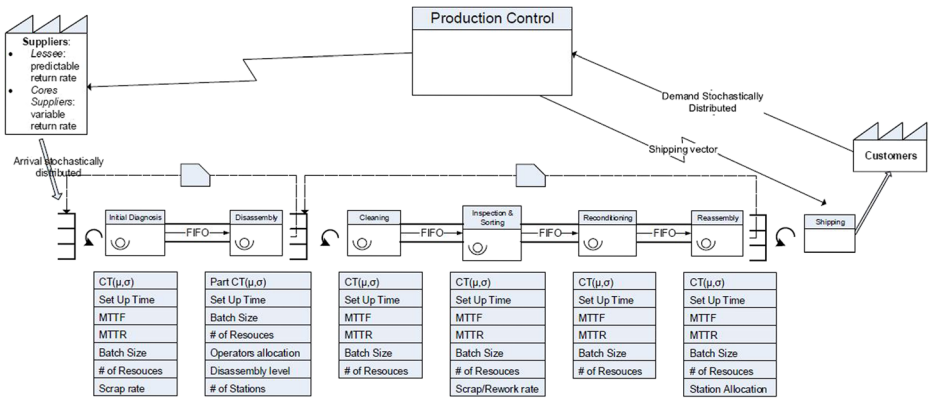 Production Control
Suppliers:
• Lessee:
predictable
return rate
• Cores
Suppliers:
variable
return rate
Demand Stochastically
Distributed
Shipping vector
Customers
Arrival stochastically
distributed
Initial Diagnosis
FIFO
Disassembly
Cleaning
FIFO
Inspection &
Sorting
FIFO
Reconditioning
FIFO
Reassembly
Shipping
CT(μ,σ)
Set Up Time
MTTF
MTTR
Batch Size
# of Resouces
Scrap rate
Part CT(μ,σ)
Set Up Time
Batch Size
# of Resouces
Operators allocation
Disassembly level
# of Stations
CT(μ,σ)
Set Up Time
MTTF
MTTR
Batch Size
# of Resouces
CT(μ,σ)
Set Up Time
MTTF
MTTR
Batch Size
# of Resouces
Scrap/Rework rate
CT(μ,σ)
Set Up Time
MTTF
MTTR
Batch Size
# of Resouces
CT(μ,σ)
Set Up Time
MTTF
MTTR
Batch Size
# of Resouces
Station Allocation